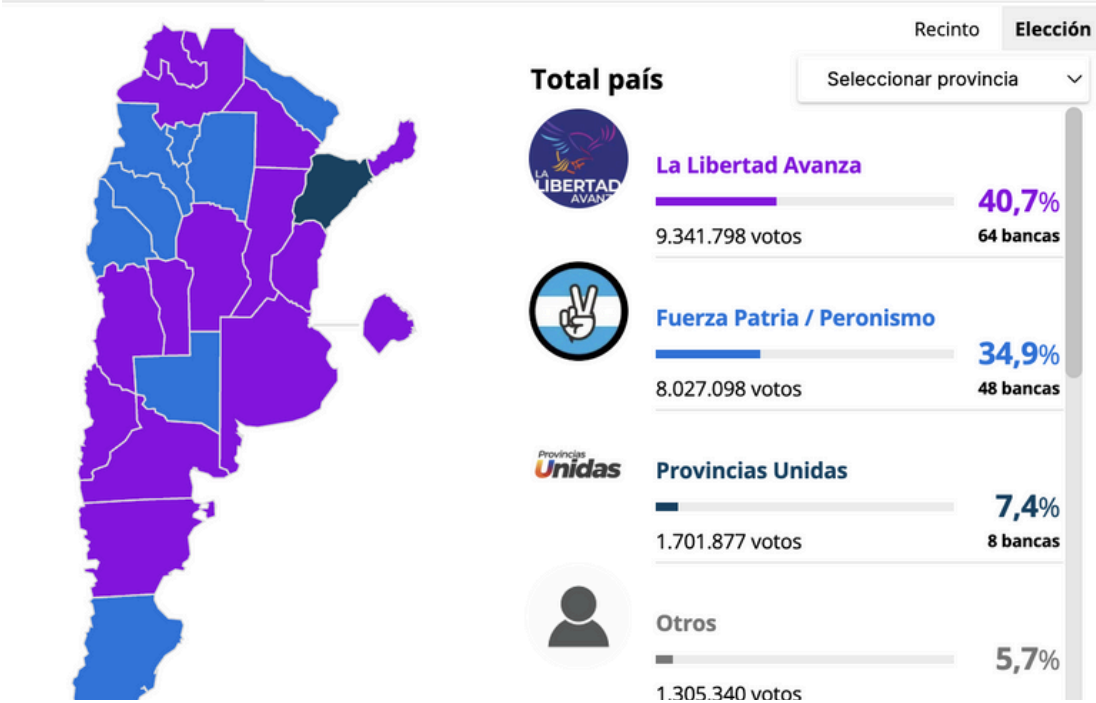 Recinto
Elección
Total país
Seleccionar provincia
LA
LIBERTAD
AVANZ
La Libertad Avanza
40,7%
9.341.798 votos
64 bancas
Fuerza Patria / Peronismo
34,9%
8.027.098 votos
48 bancas
Provincias
Unidas
Provincias Unidas
7,4%
1.701.877 votos
8 bancas
Otros
5,7%
1.305.340 votos